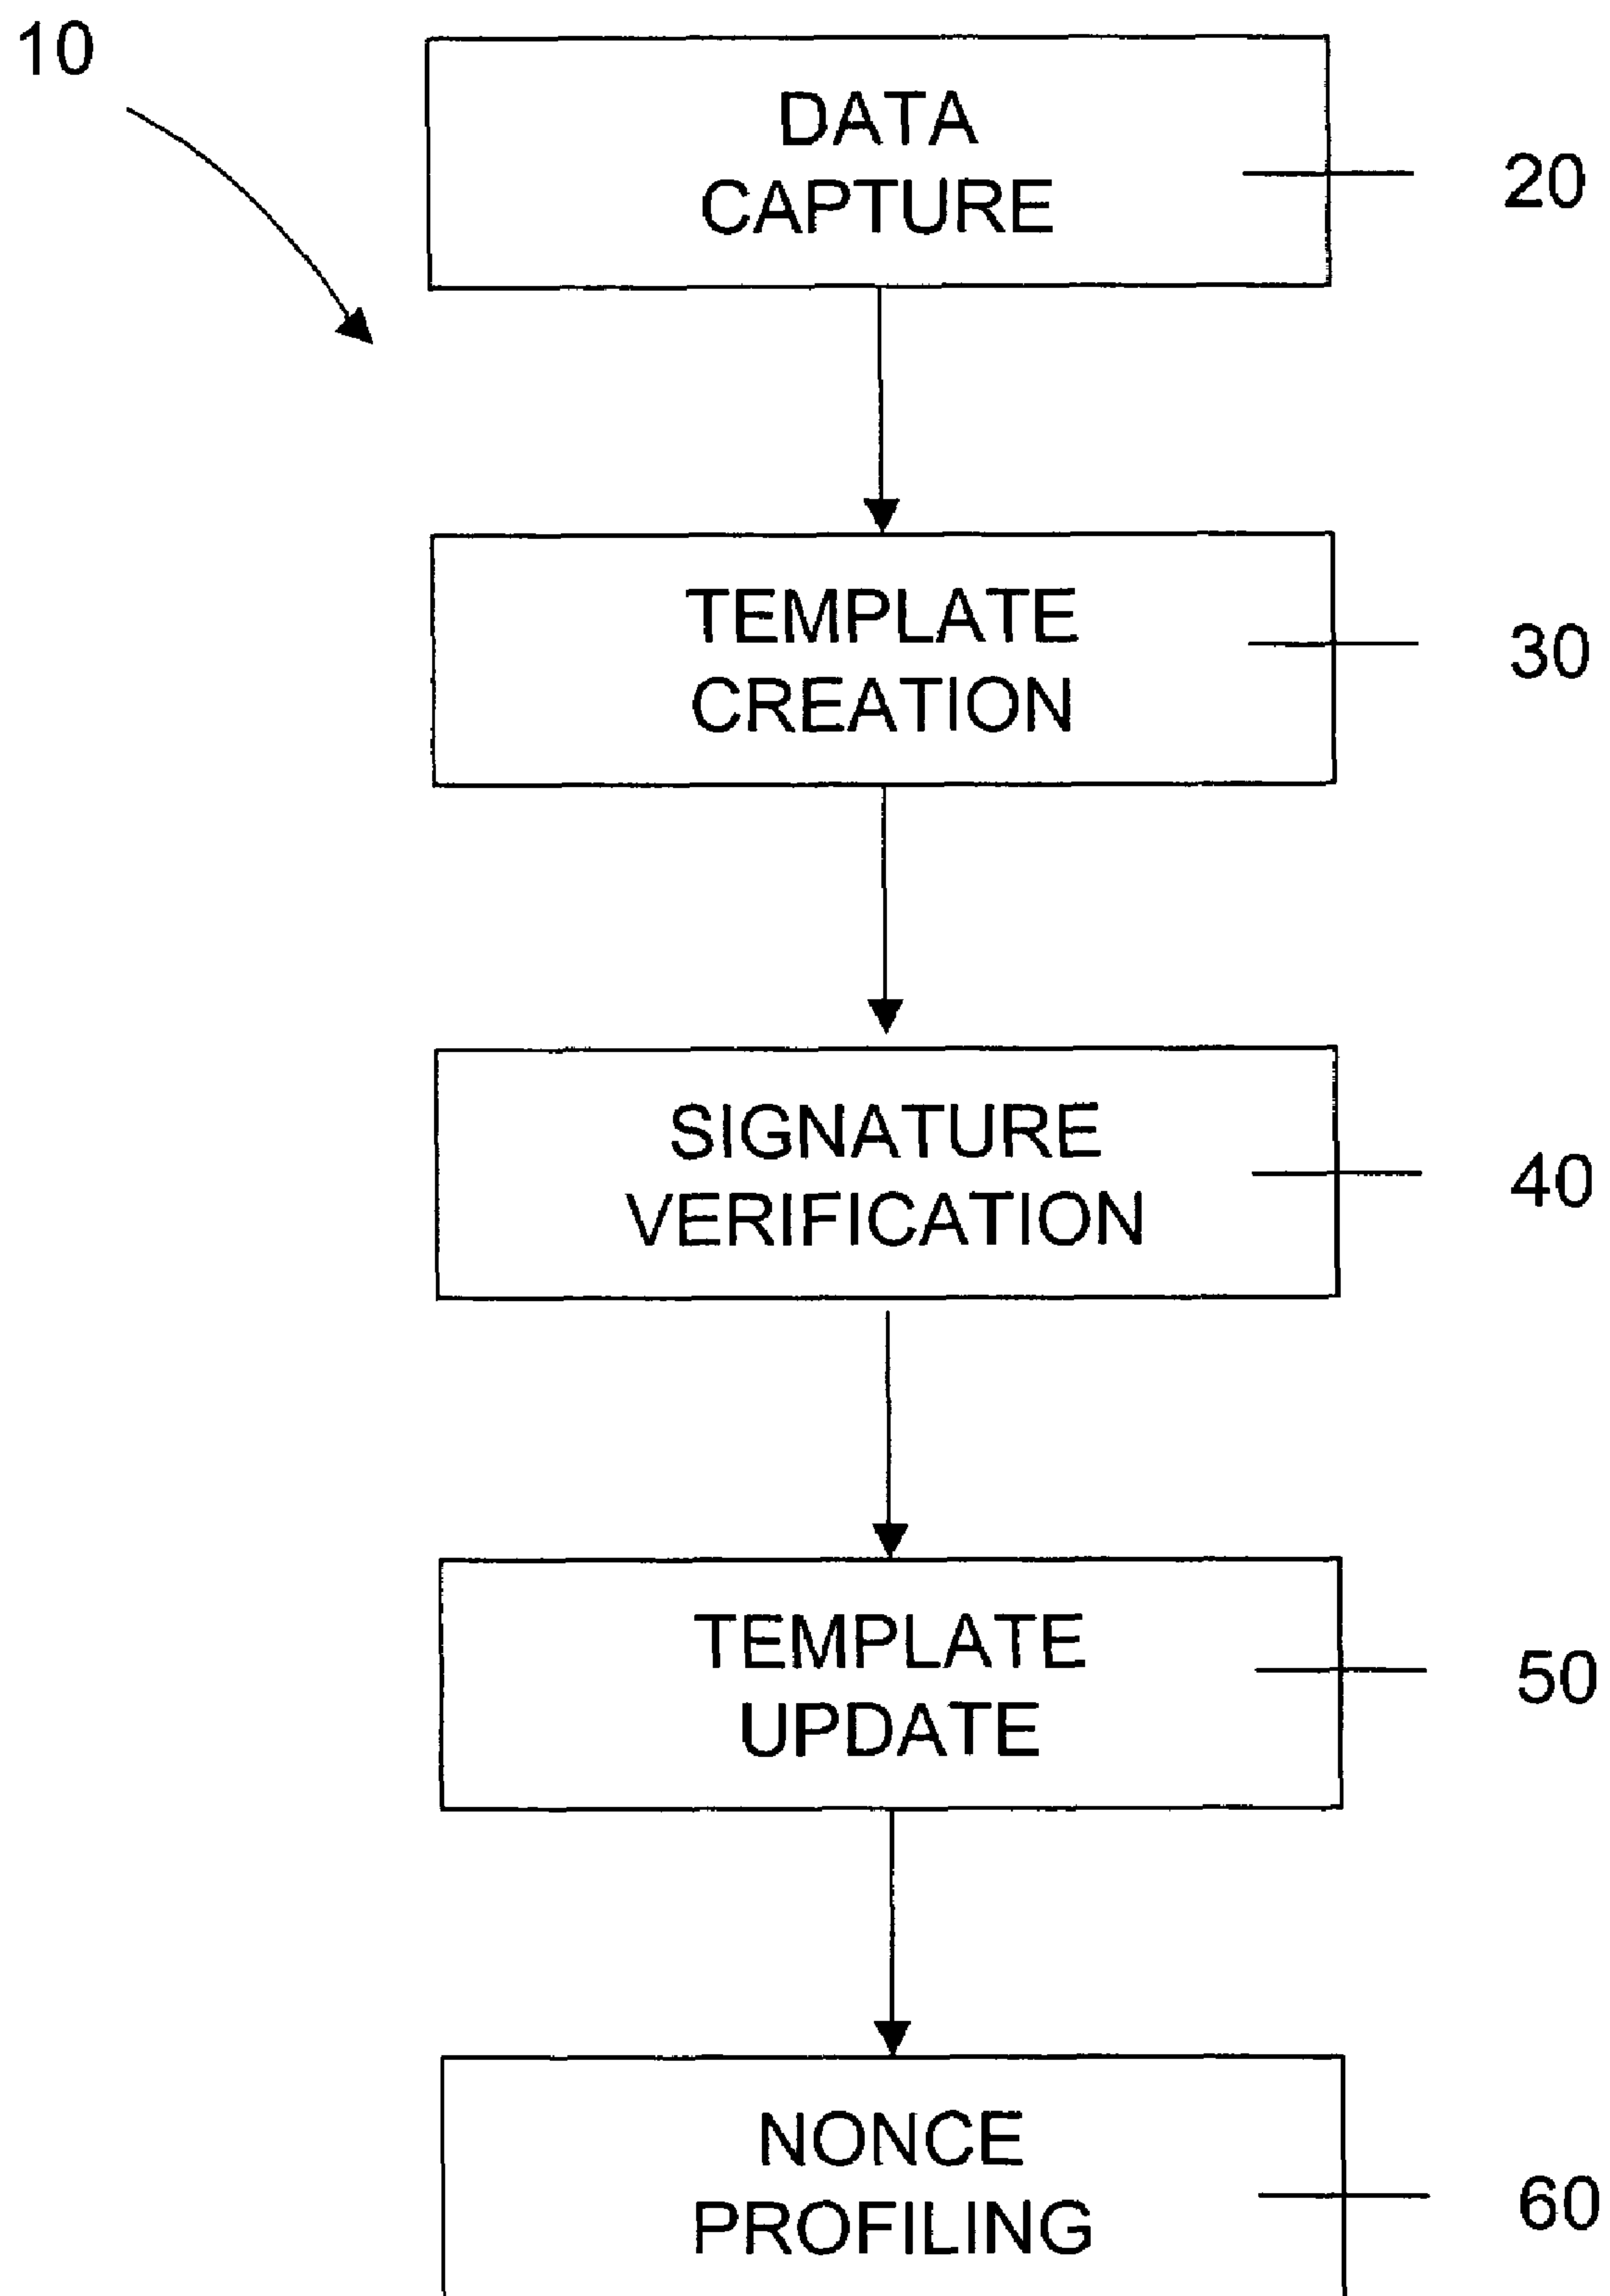 10
DATA
CAPTURE
20
TEMPLATE
CREATION
30
SIGNATURE
VERIFICATION
40
TEMPLATE
UPDATE
50
NONCE
PROFILING
60